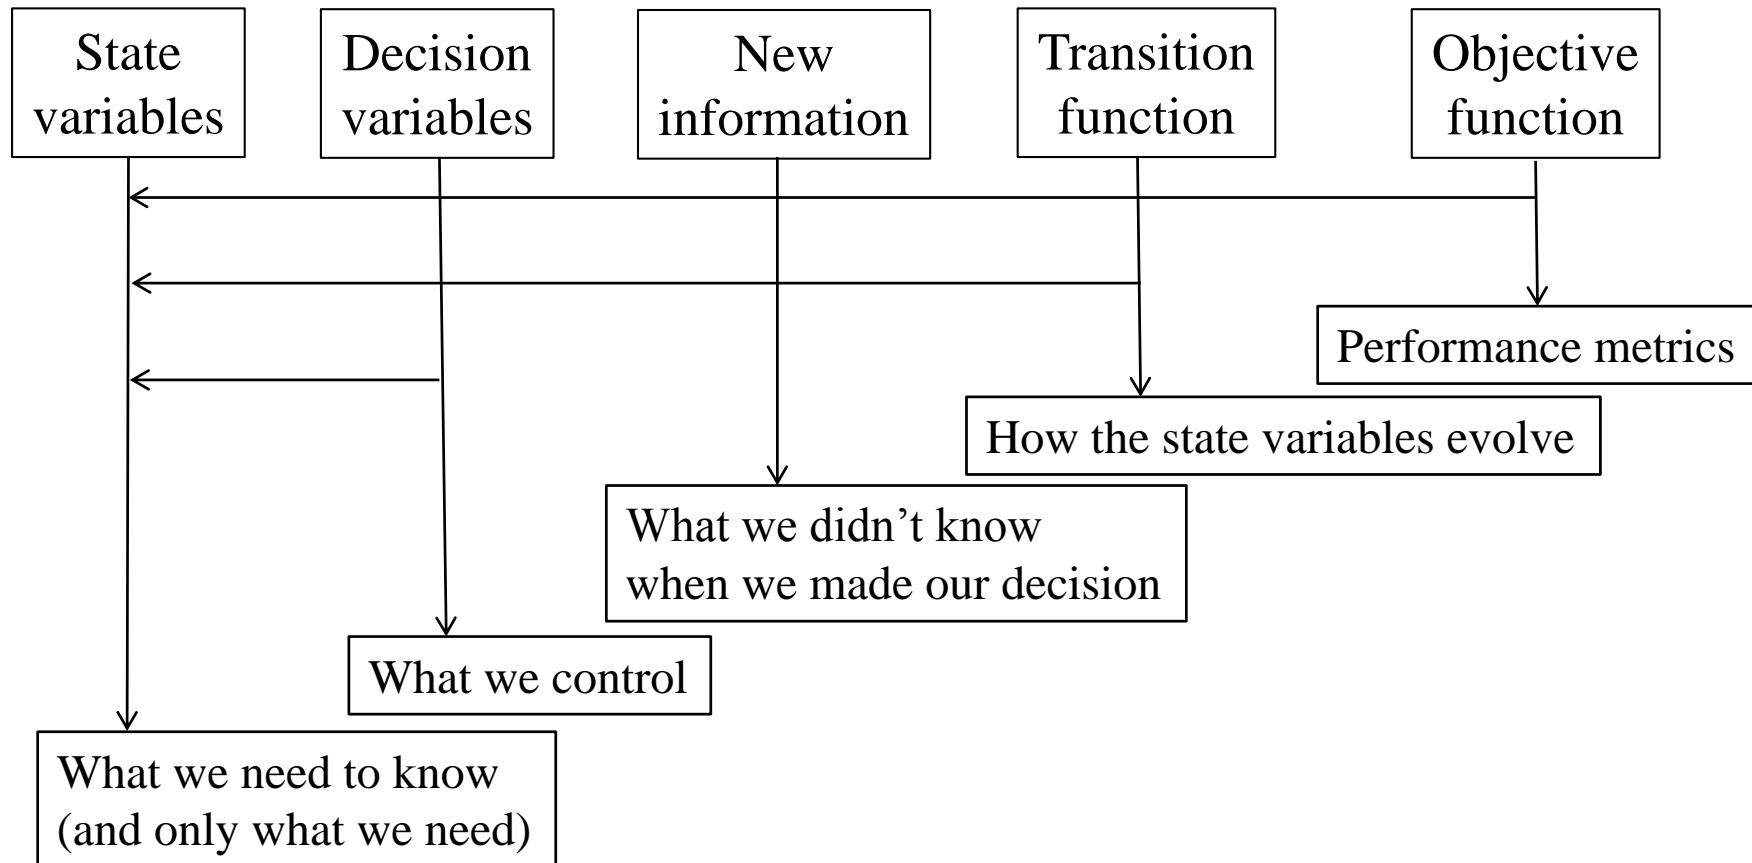 State
variables
Decision
variables
New
information
Transition
function
Objective
function
Performance metrics
How the state variables evolve
What we didn’t know
when we made our decision
What we control
What we need to know
(and only what we need)